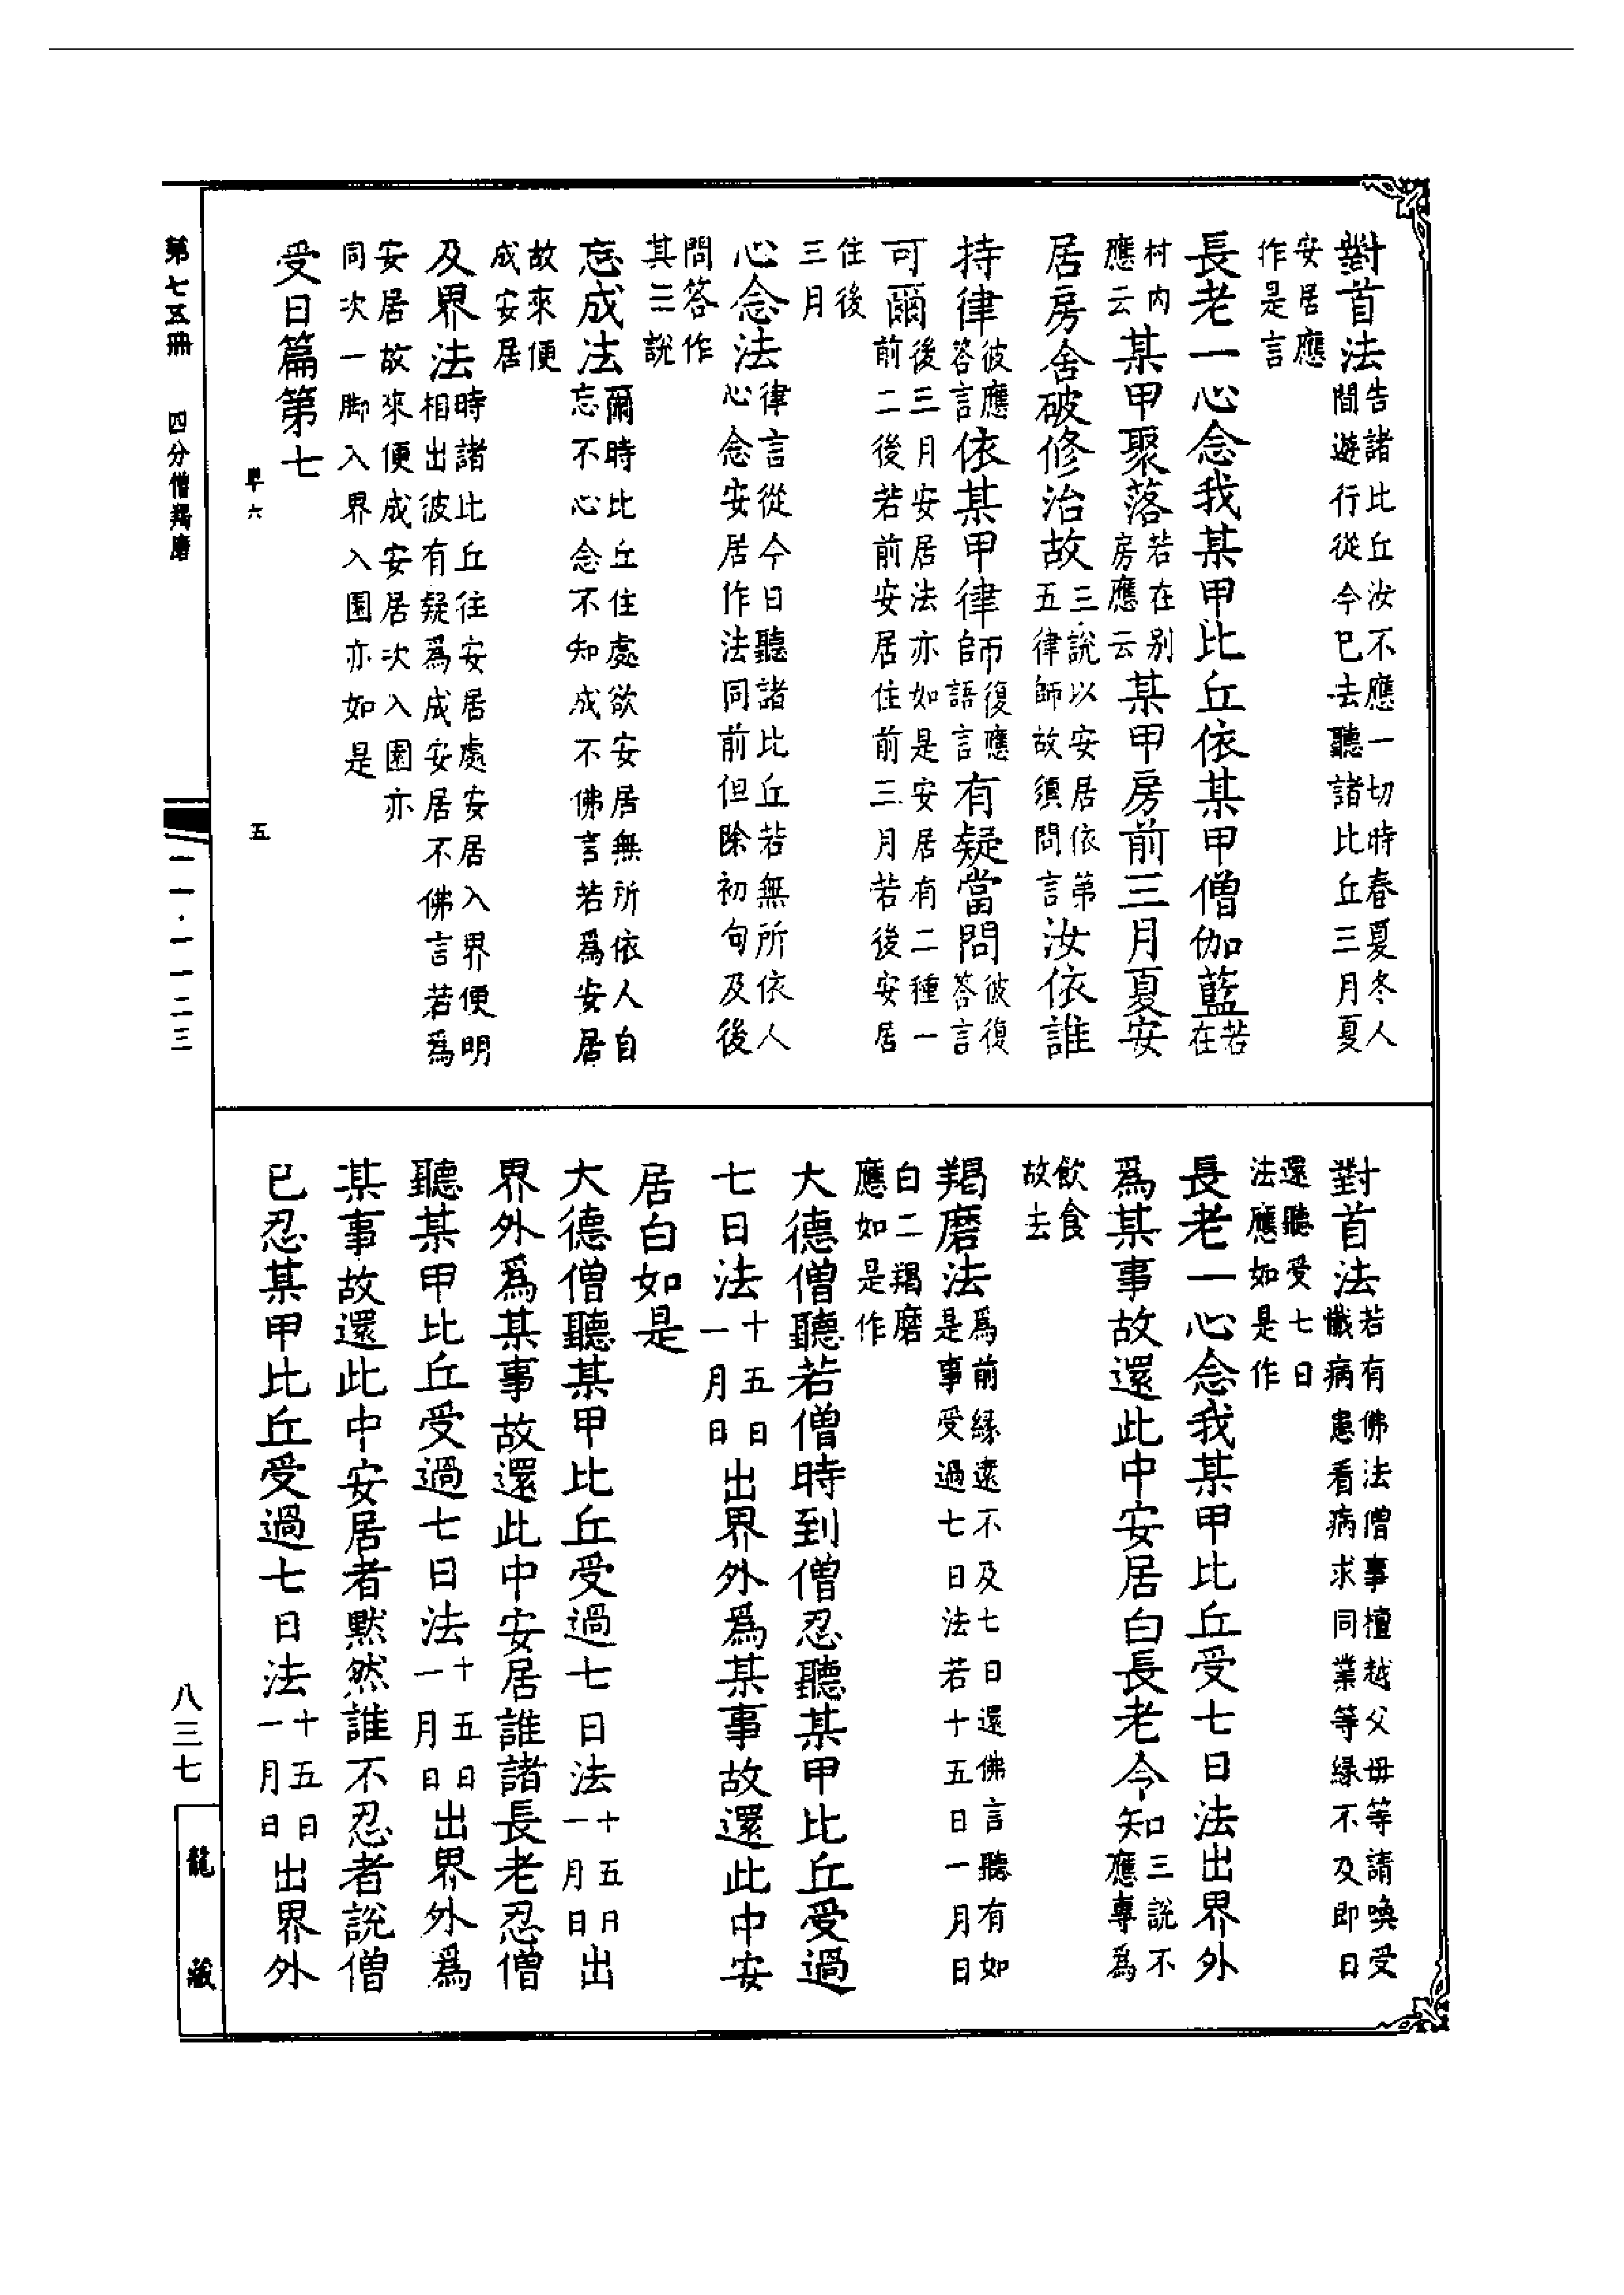 對首法告諸比丘汝不應一切時春夏冬人
間遊行從今已去聽諸比丘三月夏
安居應
作是言
長老一心念我某甲比丘依某甲僧伽藍若
在
村內
應云某甲聚落若在別
房應云某甲房前三月夏安
居房舍破修治故三說以安居依第
五律師故須問言汝依誰
持律彼應
答言依某甲律師復應
師語言有疑當問彼復
答言
可爾後三月安居法亦如是安居有二種一
前二後若前安居住前三月若後安居
住後
三月
心念法律言從今日聽諸比丘若無所依人
心念安居作法同前但除初句及後
問答作
其三說
忘成法爾時比丘住處欲安居無所依人自
忘不心念不知成不佛言若為安居
故來便
成安居
及界法時諸比丘往安居處安居入界便明
相出彼有疑為成安居不佛言若為
安居故來便成安居次入園亦
同次一脚入界入園亦如是
受日篇第七
對首法若有佛法僧事檀越父母等請喚受
懺病患看病求同業等緣不及即日
還聽受七日
法應如是作
長老一心念我某甲比丘受七日法出界外
為某事故還此中安居白長老令知三說不
應專為
飲食
故去
羯磨法為前緣遠不及七日還佛言聽有如
是事受過七日法若十五日一月日
白二羯磨
應如是作
大德僧聽若僧時到僧忍聽某甲比丘受過
七日法十五日
一月日出界外為某事故還此中安
居白如是
大德僧聽某甲比丘受過七日法十五日
一月日出
界外為某事故還此中安居誰諸長老忍僧
聽某甲比丘受過七日法十五日
一月日出界外為
某事故還此中安居者默然誰不忍者說僧
已忍某甲比丘受過七日法十五日
一月日出界外
第七五冊 四分僧羯磨
五
一一·一一二三
八三七
龍藏